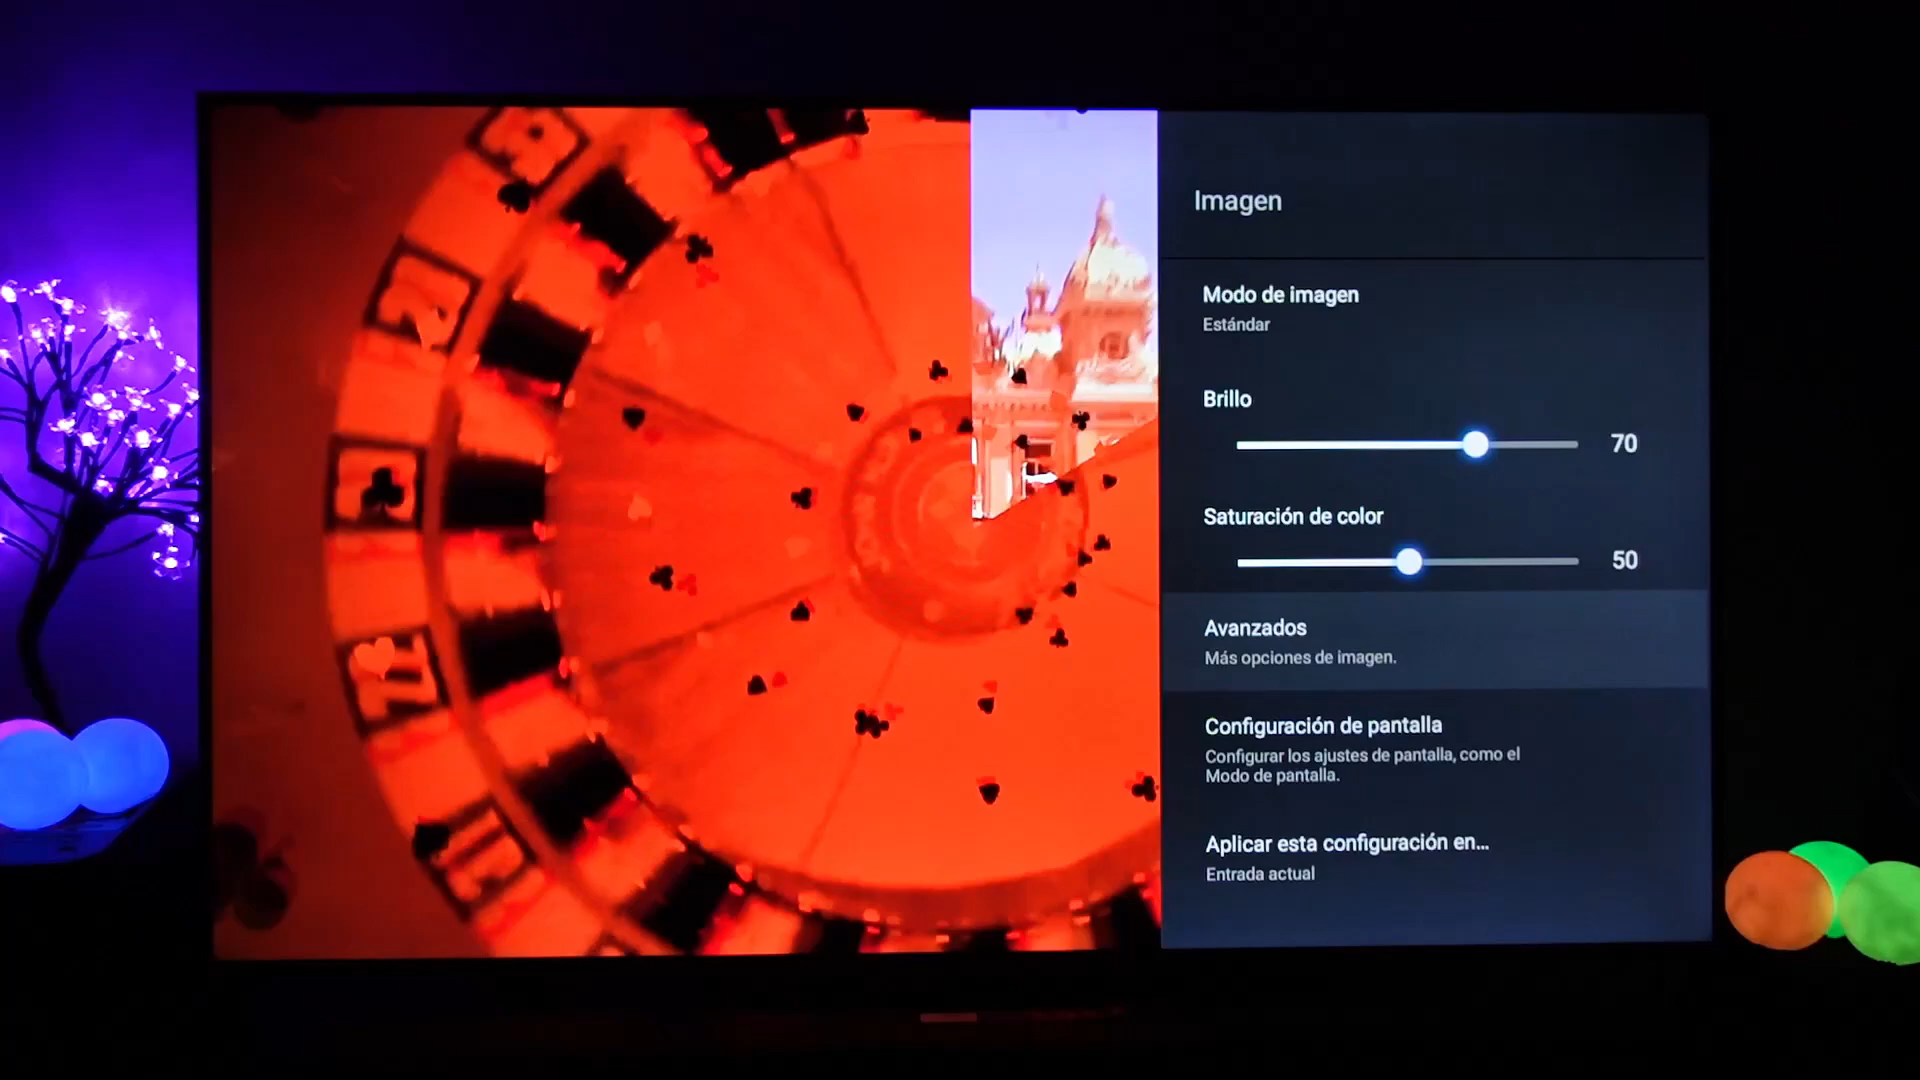 Imagen
Modo de imagen
Estándar
Brillo
70
Saturación de color
50
Avanzados
Más opciones de imagen.
Configuración de pantalla
Configurar los ajustes de pantalla, como el
Modo de pantalla.
Aplicar esta configuración en...
Entrada actual